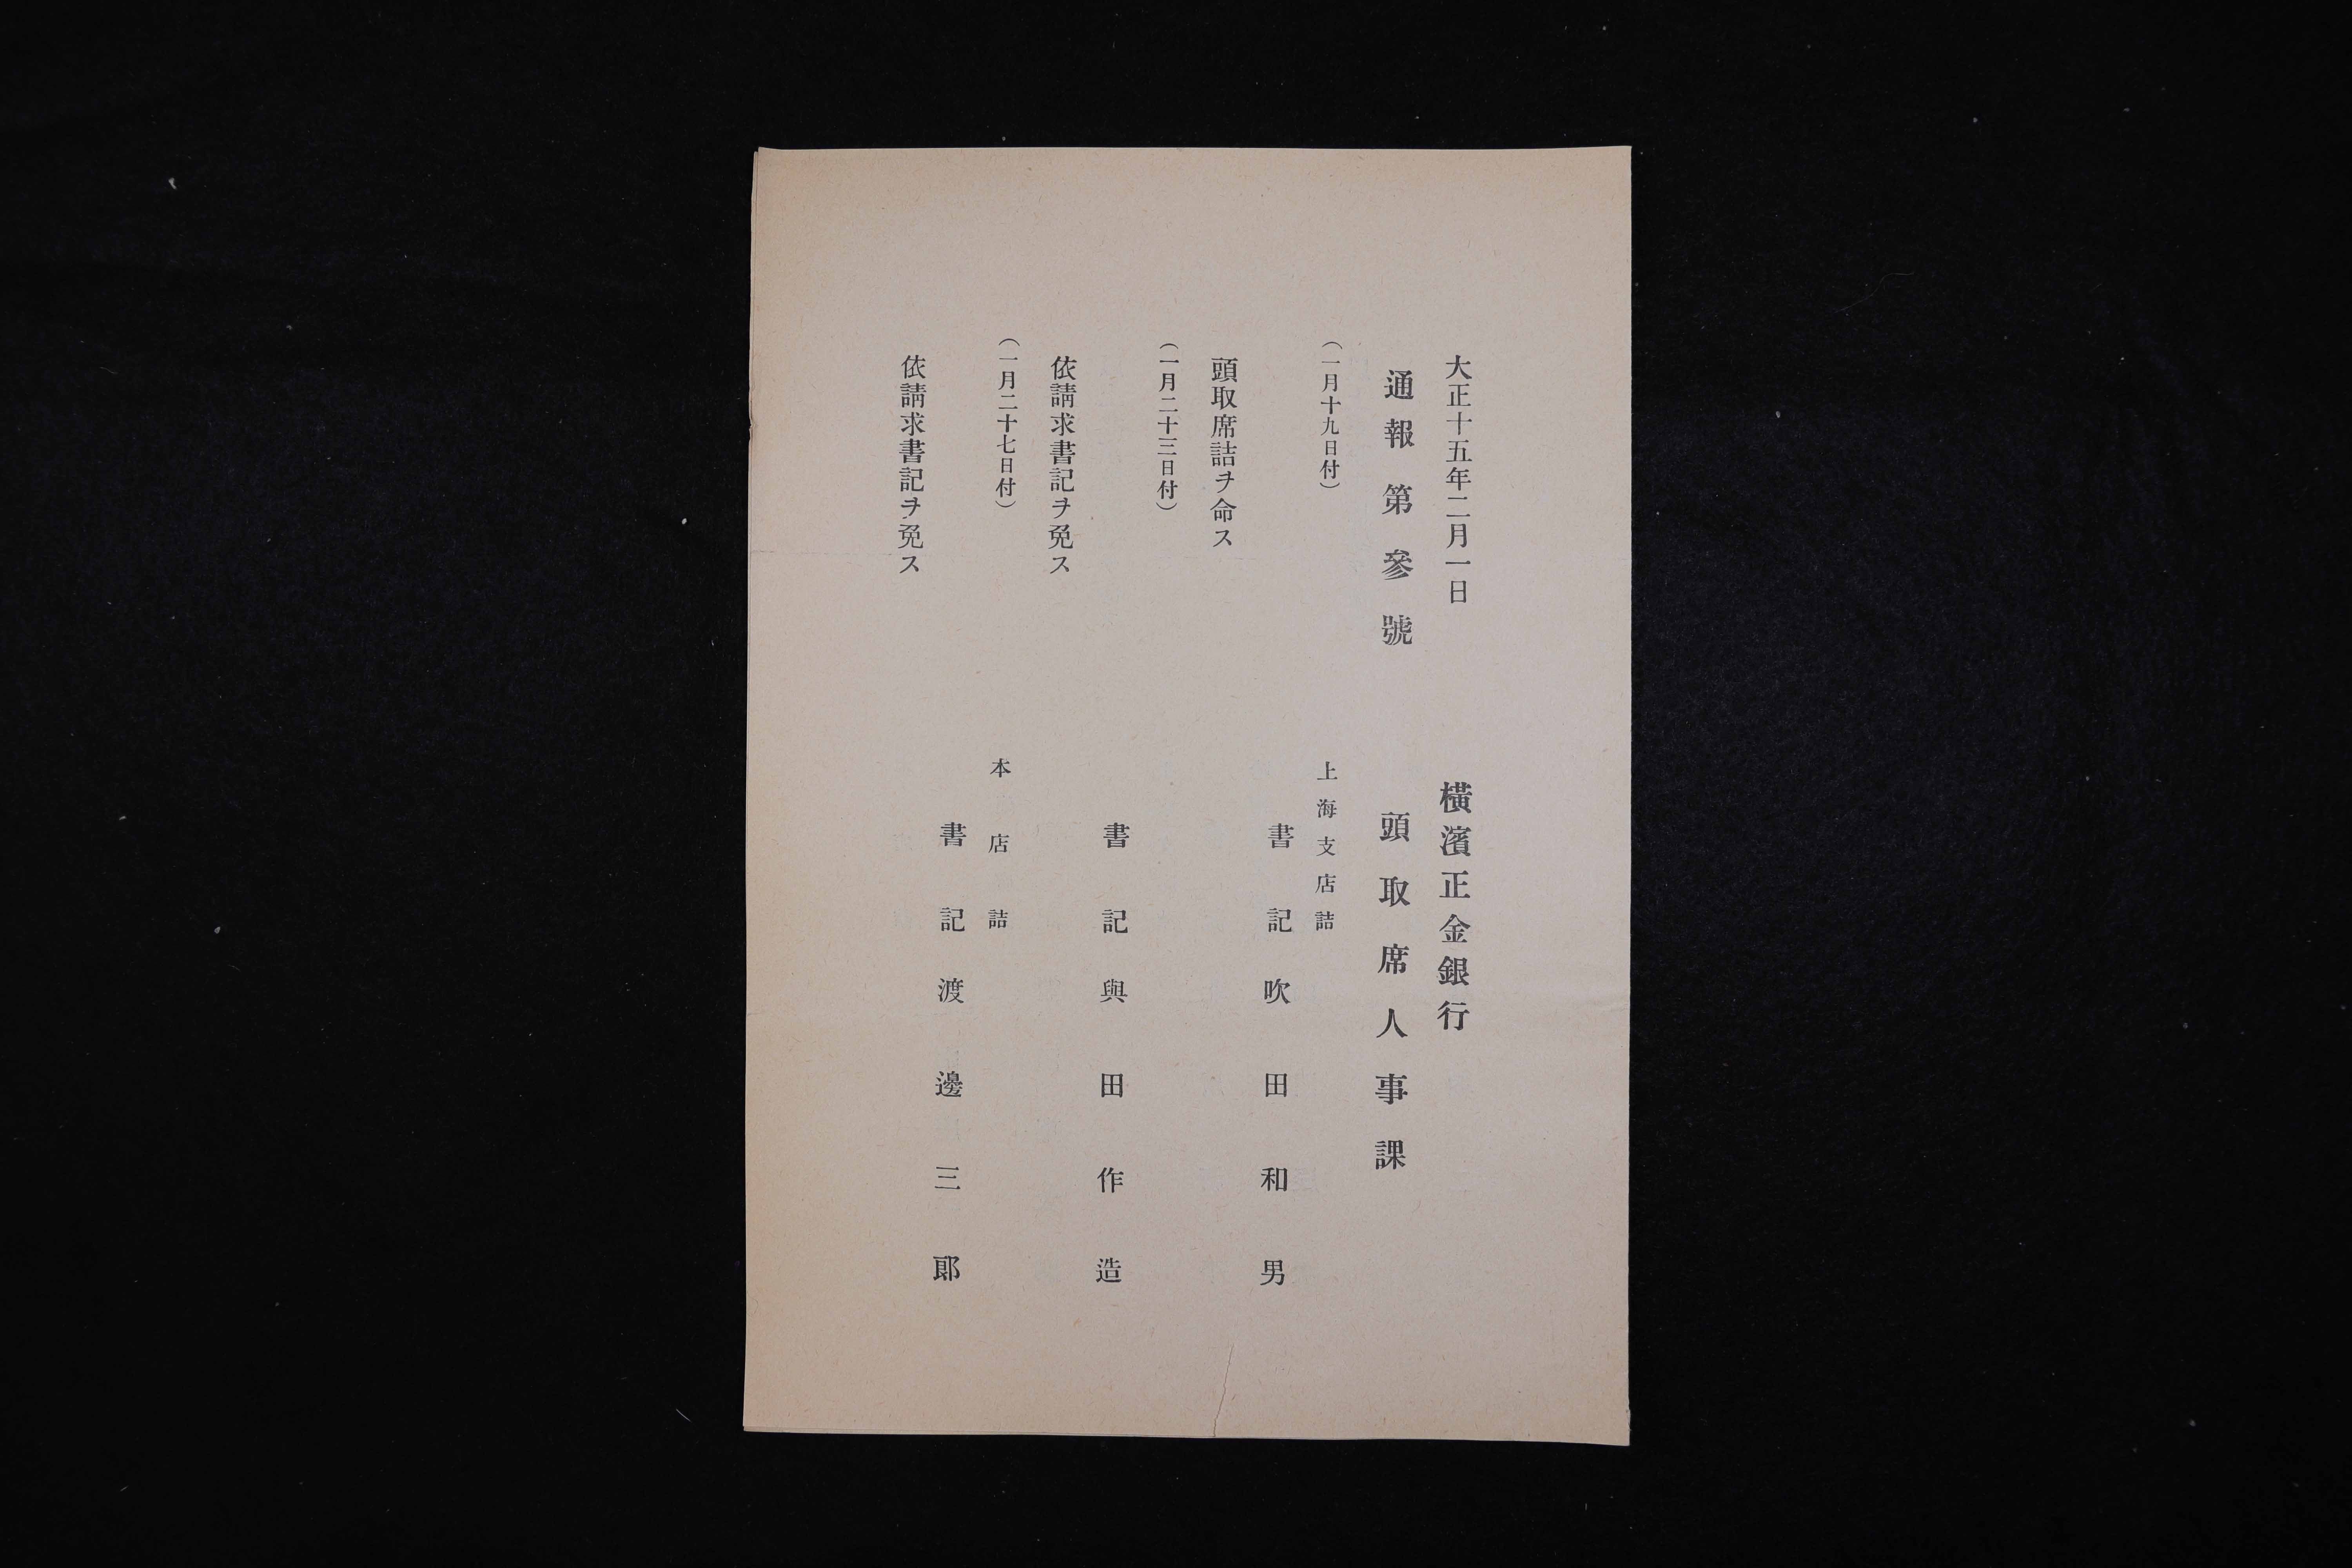 大正十五年二月一日
橫濱正金銀行
通報第參號
頭取席人事課
（一月十九日付）
上海支店詰
書記吹田和男
頭取席詰ヲ命ス
（一月二十三日付）
書記與田作造
依請求書記ヲ免ス
（一月二十七日付）
本店詰
書記渡邊三郞
依請求書記ヲ免ス